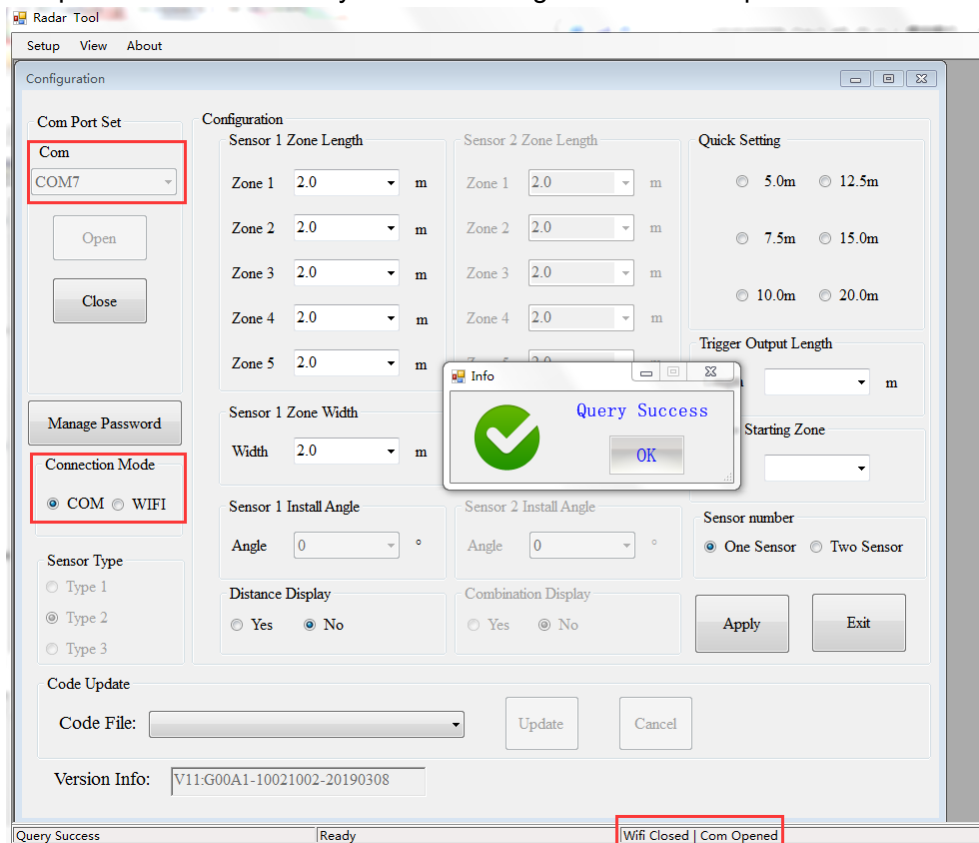 Radar Tool
Setup View About
Configuration
Com Port Set
Com
COM7
Open
Close
Manage Password
Connection Mode
COM WIFI
Sensor Type
Type 1
Type 2
Type 3
Configuration
Sensor 1 Zone Length
Zone 1 2.0 m
Zone 2 2.0 m
Zone 3 2.0 m
Zone 4 2.0 m
Zone 5 2.0 m
Sensor 1 Zone Width
Width 2.0 m
Sensor 1 Install Angle
Angle 0 °
Distance Display
Yes No
Sensor 2 Zone Length
Zone 1 2.0 m
Zone 2 2.0 m
Zone 3 2.0 m
Zone 4 2.0 m
Info
Query Success
OK
Sensor 2 Install Angle
Angle 0 °
Combination Display
Yes No
Quick Setting
5.0m 12.5m
7.5m 15.0m
10.0m 20.0m
Trigger Output Length
m
Starting Zone
Sensor number
One Sensor Two Sensor
Apply Exit
Code Update
Code File:
Update Cancel
Version Info: V11:G00A1-10021002-20190308
Query Success Ready Wifi Closed | Com Opened